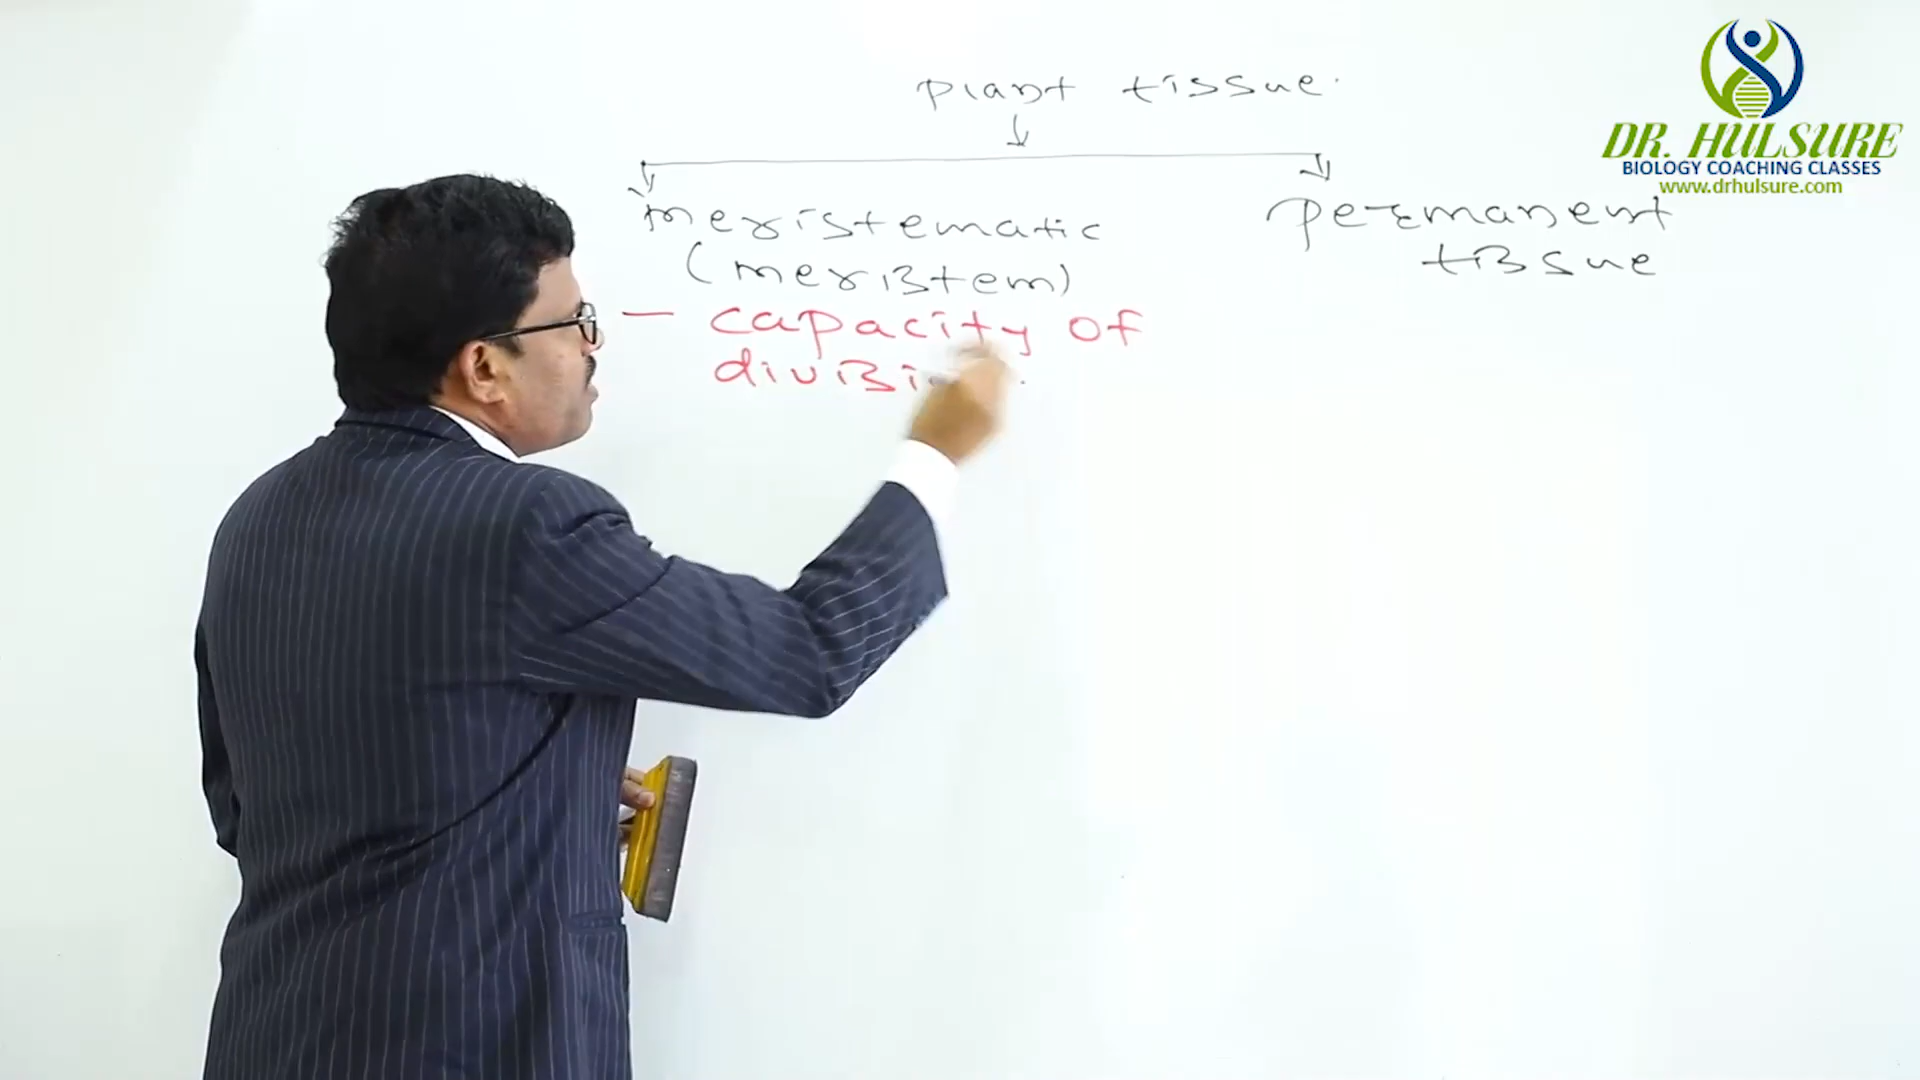 Plant tissue.
meristematic
(meristem)
Permanent
tissue
— capacity of
DR. HULSURE
BIOLOGY COACHING CLASSES
www.drhulsure.com